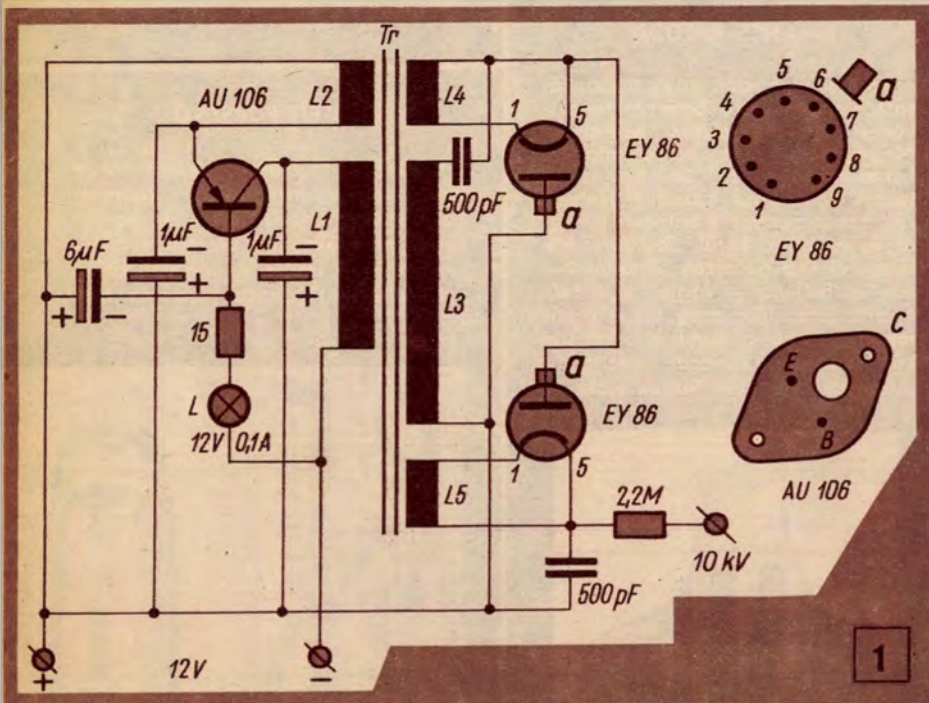 Tr
AU 106
L2
L4
1
5
EY 86
500 pF
a
L1
1µF
1µF
6µF
+
-
-
+
-
+
15
L
12V 0,1A
L3
a
EY 86
1
5
L5
2,2M
10 kV
500 pF
+
12V
-
1
2
3
4
5
6
7
8
9
a
EY 86
C
E
B
AU 106
1